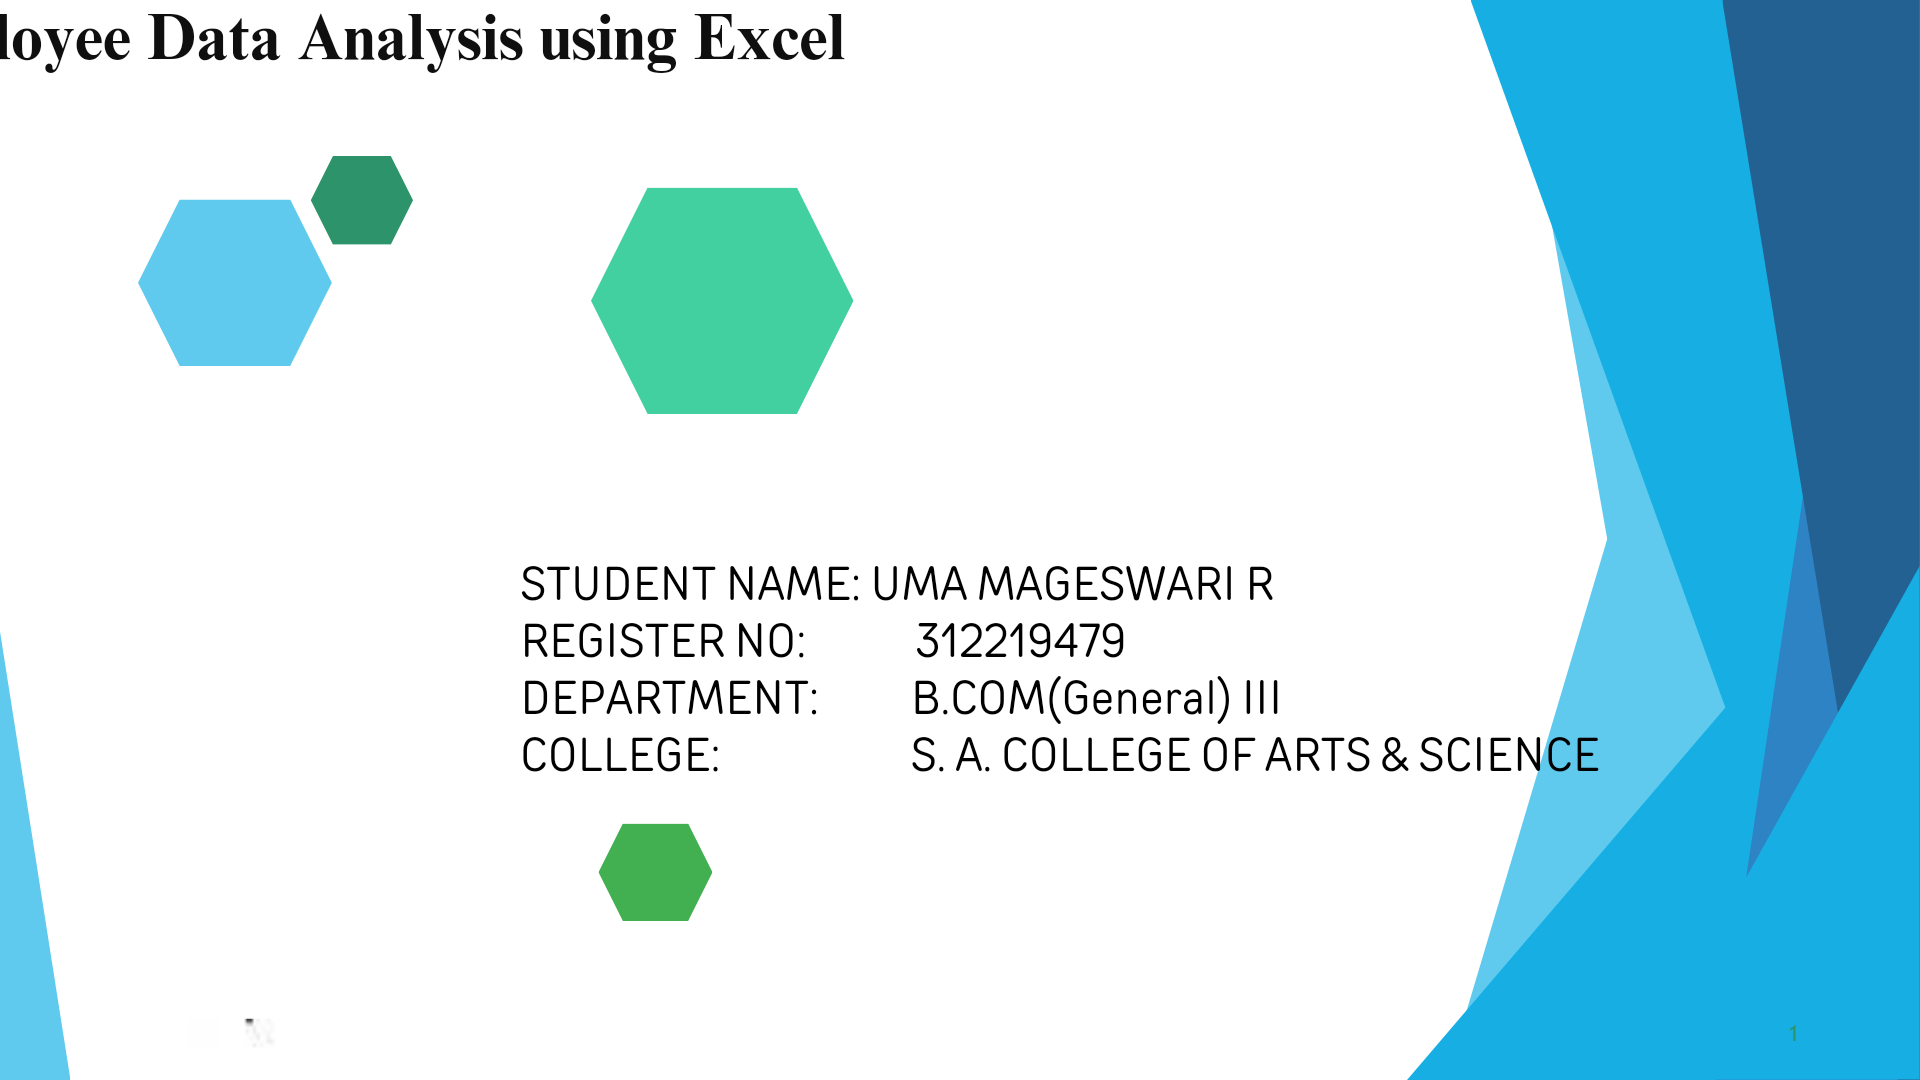 loyee Data Analysis using Excel
STUDENT NAME: UMA MAGESWARI R
REGISTER NO: 312219479
DEPARTMENT: B.COM(General) III
COLLEGE: S. A. COLLEGE OF ARTS & SCIENCE
1